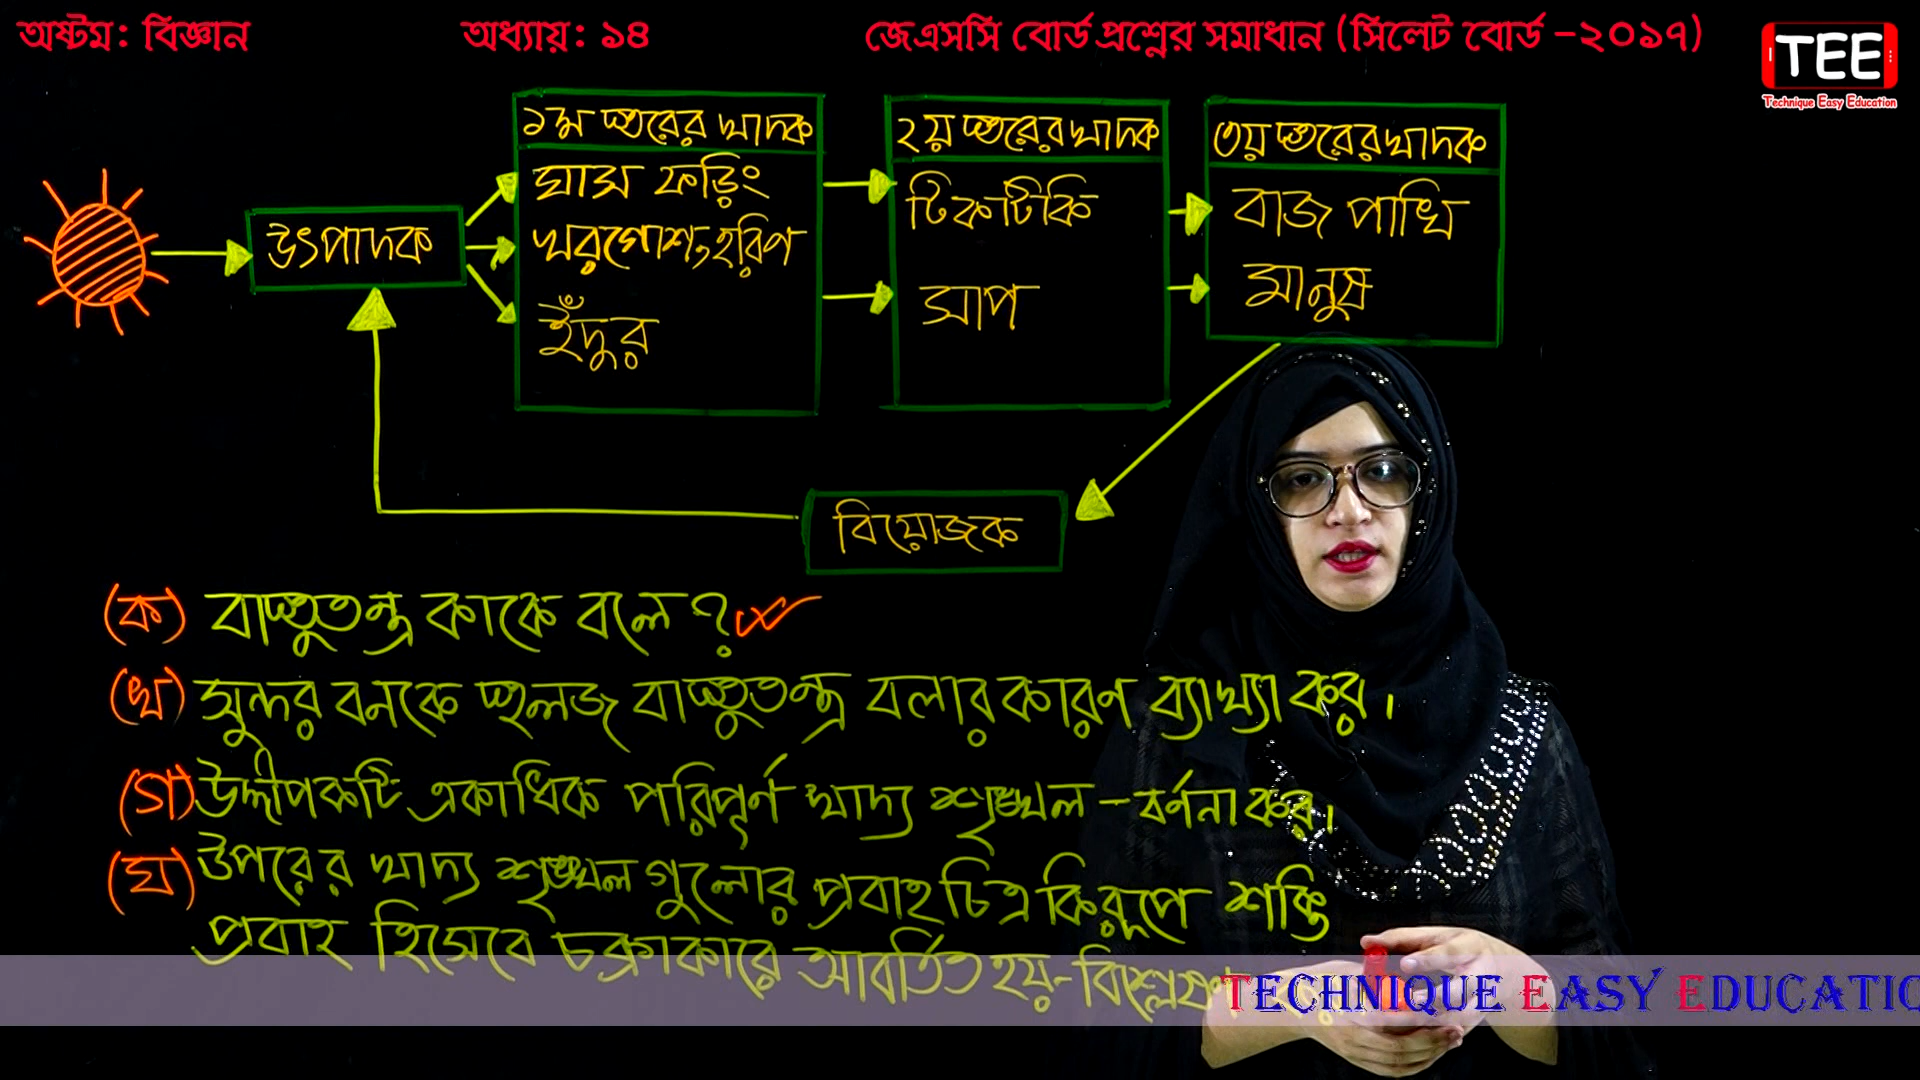 অষ্টম: বিজ্ঞান
অধ্যায়: ১৪
জেএসসি বোর্ড প্রশ্নের সমাধান (সিলেট বোর্ড -২০১৭)
TEE
Technique Easy Education
১ম স্তরের খাদক
২য় স্তরের খাদক
৩য় স্তরের খাদক
উৎপাদক
ঘাস ফড়িং
খরগোশ, হরিণ
ইঁদুর
টিকটিকি
সাপ
বাজ পাখি
মানুষ
বিয়োজক
(ক) বাস্তুতন্ত্র কাকে বলে?
(খ) সুন্দর বনকে স্থলজ বাস্তুতন্ত্র বলার কারণ ব্যাখ্যা কর।
(গ) উদ্দীপকটি একাধিক পরিপূর্ণ খাদ্য শৃঙ্খল - বর্ণনা কর।
(ঘ) উপরের খাদ্য শৃঙ্খল গুলোর প্রবাহ চিত্র কিরূপে শক্তি
প্রবাহ হিসেবে চক্রাকারে আবর্তিত হয়-বিশ্লেষণ
TECHNIQUE EASY EDUCATIO